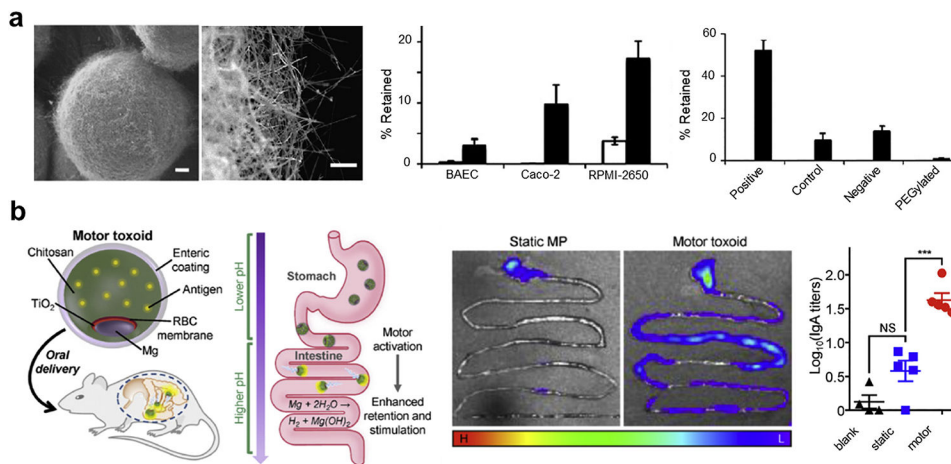 a
20
10
0
% Retained
BAEC
Caco-2
RPMI-2650
60
40
20
0
% Retained
Positive
Control
Negative
PEGylated
b
Motor toxoid
Chitosan
Enteric
coating
TiO2
Antigen
RBC
membrane
Mg
Oral
delivery
Lower pH
Higher pH
Stomach
Intestine
Mg + 2H2O →
H2 + Mg(OH)2
Motor
activation
Enhanced
retention and
stimulation
Static MP
Motor toxoid
H
L
Log10(IgA titers)
2.0
1.5
1.0
0.5
0.0
NS
***
blank
static
motor